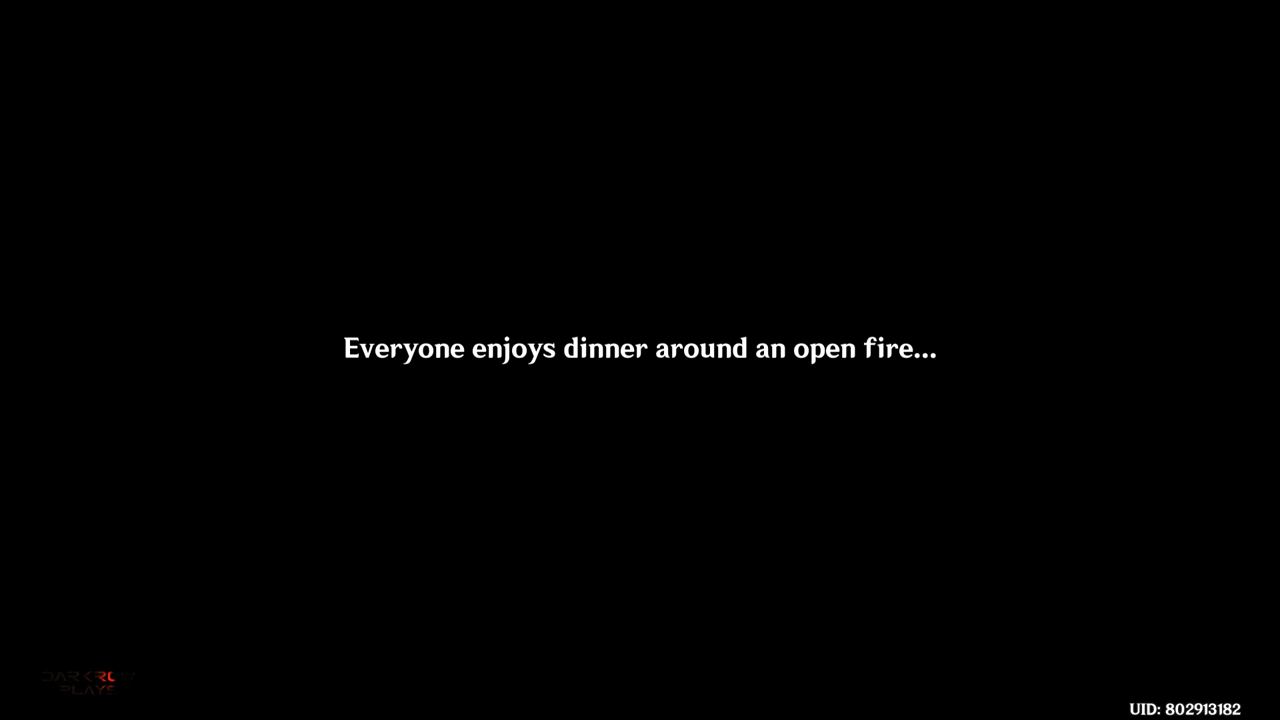 Everyone enjoys dinner around an open fire...
UID: 802913182